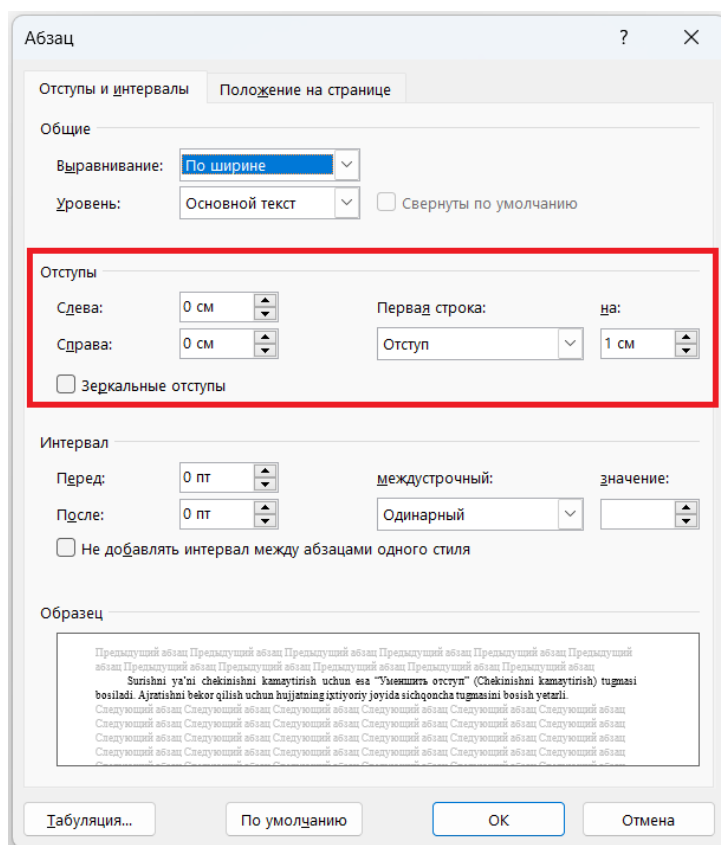 Абзац ?
Отступы и интервалы Положение на странице
Общие
Выравнивание: По ширине
Уровень: Основной текст Свернуты по умолчанию
Отступы
Слева: 0 см Первая строка: на:
Справа: 0 см Отступ 1 см
Зеркальные отступы
Интервал
Перед: 0 пт междустрочный: значение:
После: 0 пт Одинарный
Не добавлять интервал между абзацами одного стиля
Образец
Предыдущий абзац Предыдущий абзац Предыдущий абзац Предыдущий абзац Предыдущий абзац Предыдущий
абзац Предыдущий абзац Предыдущий абзац Предыдущий абзац Предыдущий абзац Предыдущий абзац
Surishni ya'ni chekinishni kamaytirish uchun esa “Уменшить отступ” (Chekinishni kamaytirish) tugmasi
bosiladi. Ajratishni bekor qilish uchun hujjatning ixtiyoriy joyida sichqoncha tugmasini bosish yetarli.
Следующий абзац Следующий абзац Следующий абзац Следующий абзац Следующий абзац Следующий абзац
Следующий абзац Следующий абзац Следующий абзац Следующий абзац Следующий абзац Следующий абзац
Следующий абзац Следующий абзац Следующий абзац Следующий абзац Следующий абзац Следующий абзац
Следующий абзац Следующий абзац Следующий абзац Следующий абзац Следующий абзац Следующий абзац
Табуляция... По умолчанию ОК Отмена